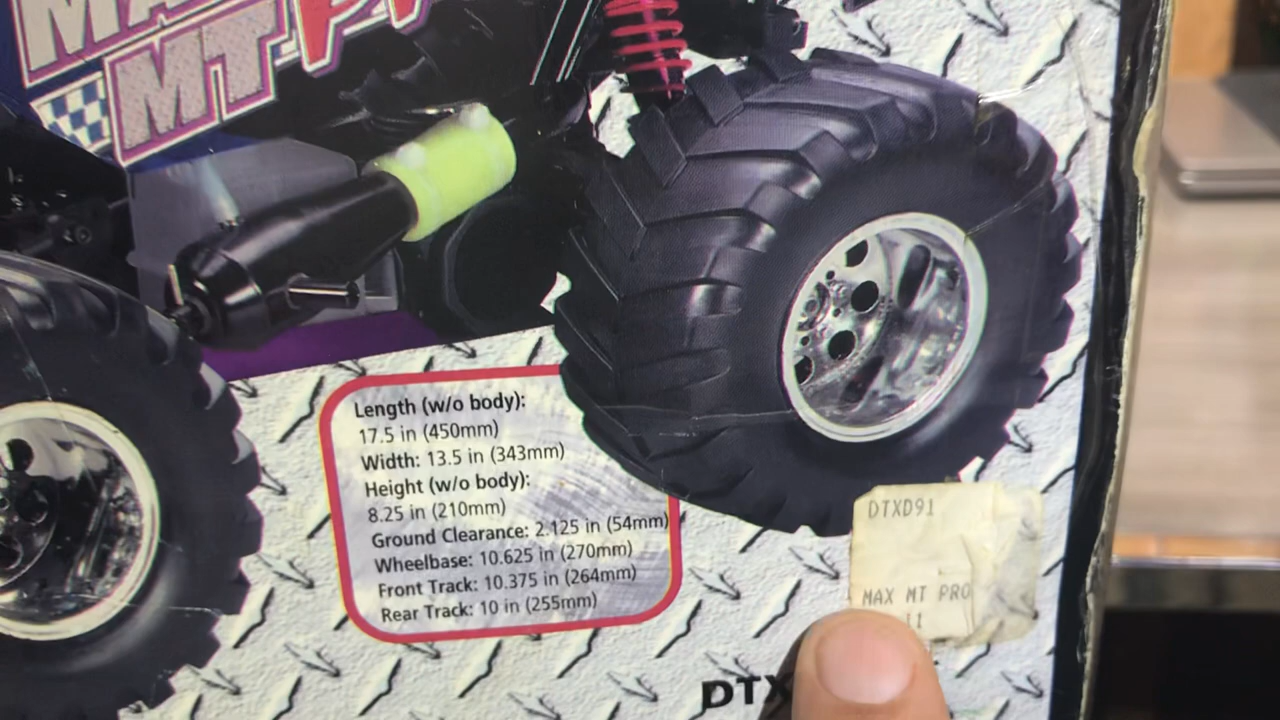 MT
Length (w/o body):
17.5 in (450mm)
Width: 13.5 in (343mm)
Height (w/o body):
8.25 in (210mm)
Ground Clearance: 2.125 in (54mm)
Wheelbase: 10.625 in (270mm)
Front Track: 10.375 in (264mm)
Rear Track: 10 in (255mm)
DTXD91
MAX MT PRO
DTX